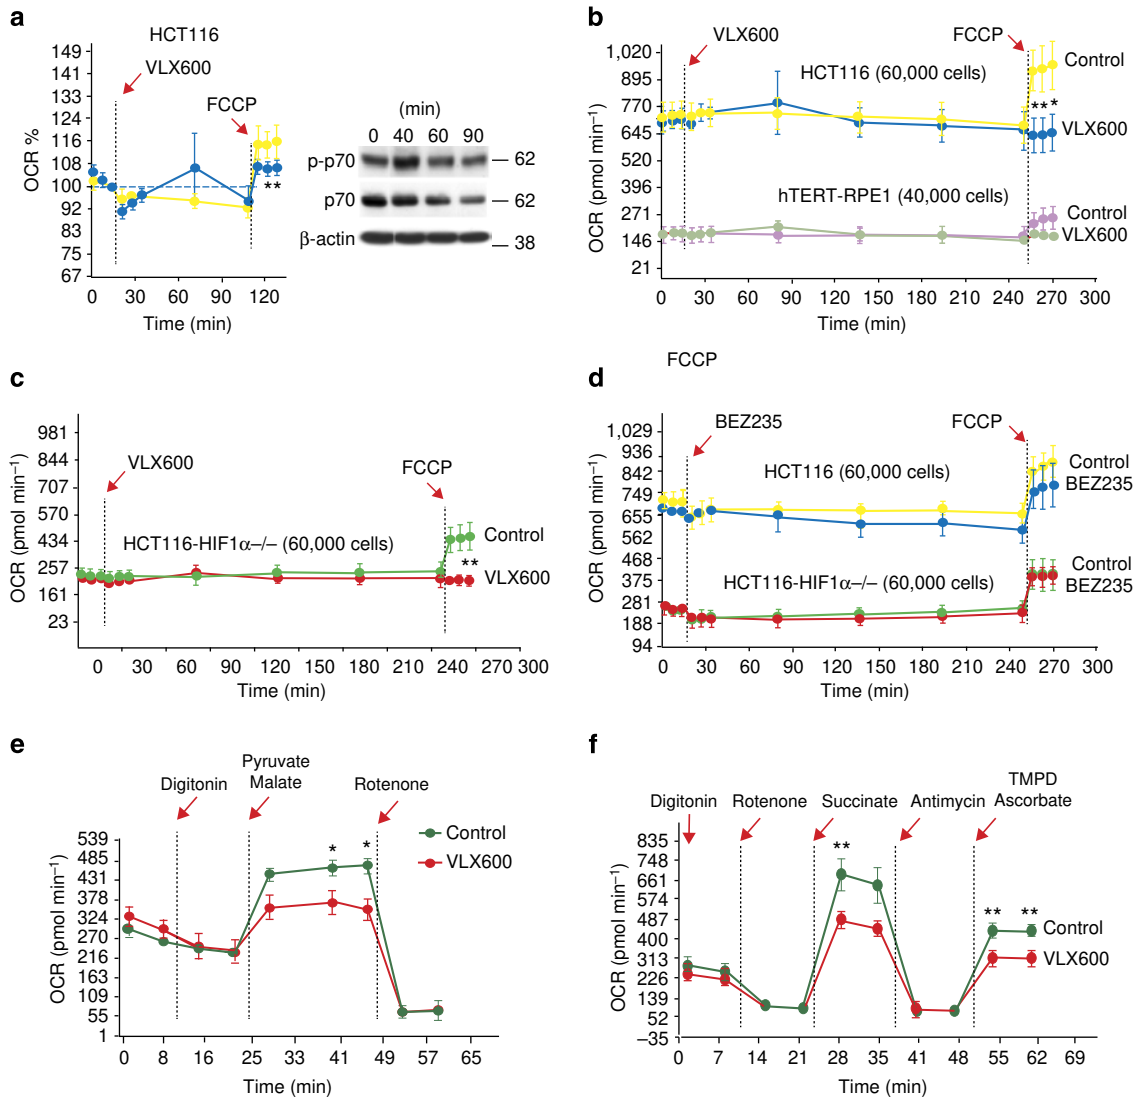 a
HCT116
VLX600
FCCP
OCR %
149
141
133
124
116
108
100
92
83
75
67
**
0 30 60 90 120
Time (min)
(min)
0 40 60 90
p-p70
62
p70
62
β-actin
38
b
VLX600
FCCP
Control
HCT116 (60,000 cells)
*** *
VLX600
hTERT-RPE1 (40,000 cells)
Control
VLX600
OCR (pmol min⁻¹)
1,020
895
770
645
520
396
271
146
21
0 30 60 90 120 150 180 210 240 270 300
Time (min)
FCCP
c
VLX600
FCCP
Control
HCT116-HIF1α–/– (60,000 cells)
**
VLX600
OCR (pmol min⁻¹)
981
844
707
570
434
257
161
23
0 30 60 90 120 150 180 210 240 270 300
Time (min)
d
BEZ235
FCCP
HCT116 (60,000 cells)
Control
BEZ235
HCT116-HIF1α–/– (60,000 cells)
Control
BEZ235
OCR (pmol min⁻¹)
1,029
936
842
749
655
562
468
375
281
188
94
0 30 60 90 120 150 180 210 240 270 300
Time (min)
e
Digitonin
Pyruvate
Malate
Rotenone
Control
VLX600
* *
OCR (pmol min⁻¹)
539
485
431
378
324
270
216
163
109
55
1
0 8 16 24 33 41 49 57 65
Time (min)
f
Digitonin
Rotenone
Succinate
Antimycin
TMPD
Ascorbate
**
** **
Control
VLX600
OCR (pmol min⁻¹)
835
748
661
574
487
400
313
226
139
52
–35
0 7 14 21 28 35 41 48 55 62 69
Time (min)